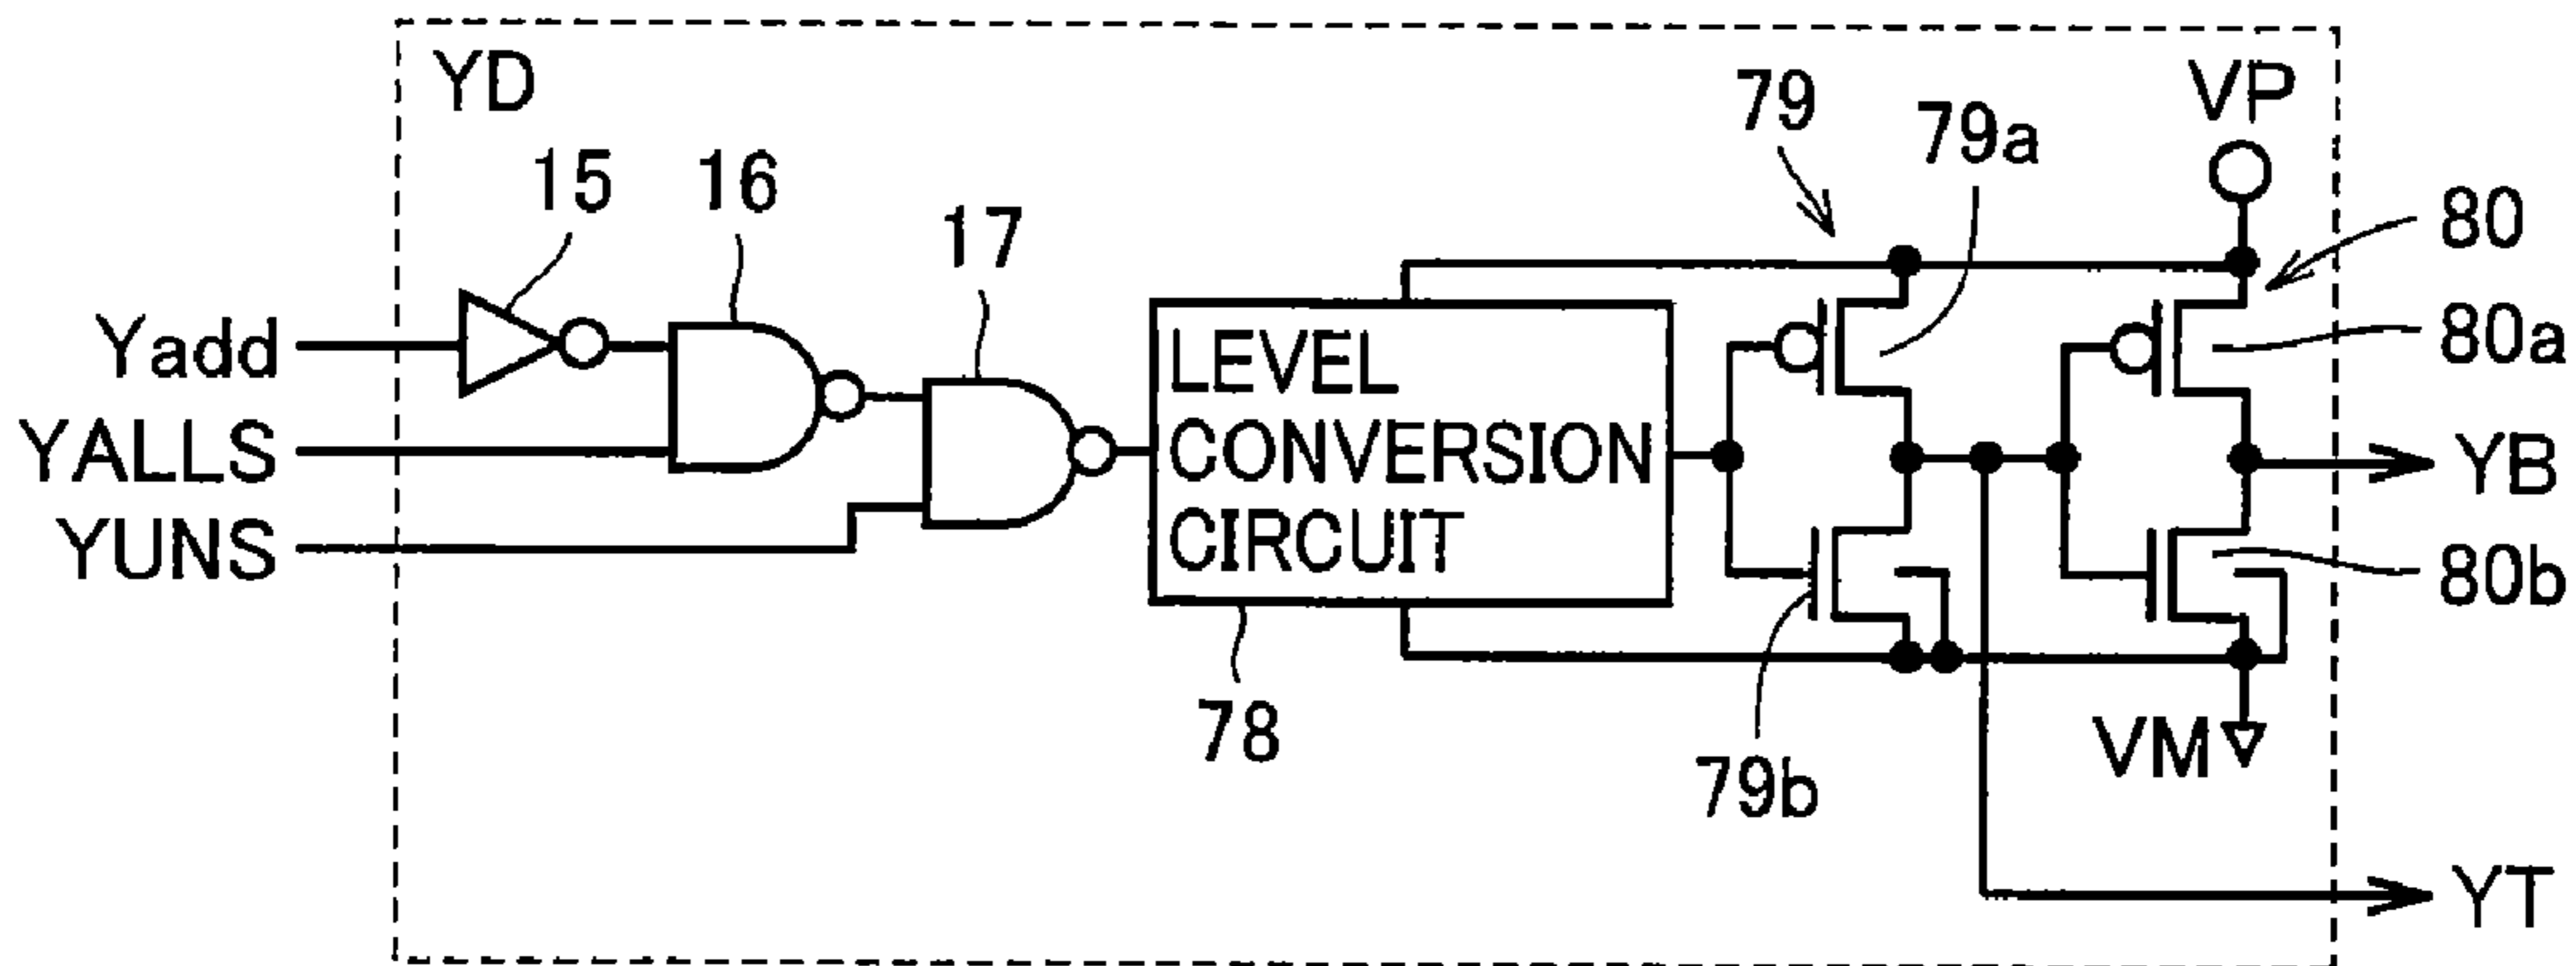 YD
VP
79
79a
15
16
17
80
Yadd
80a
LEVEL
CONVERSION
CIRCUIT
YALLS
YB
YUNS
80b
78
79b
VM
YT